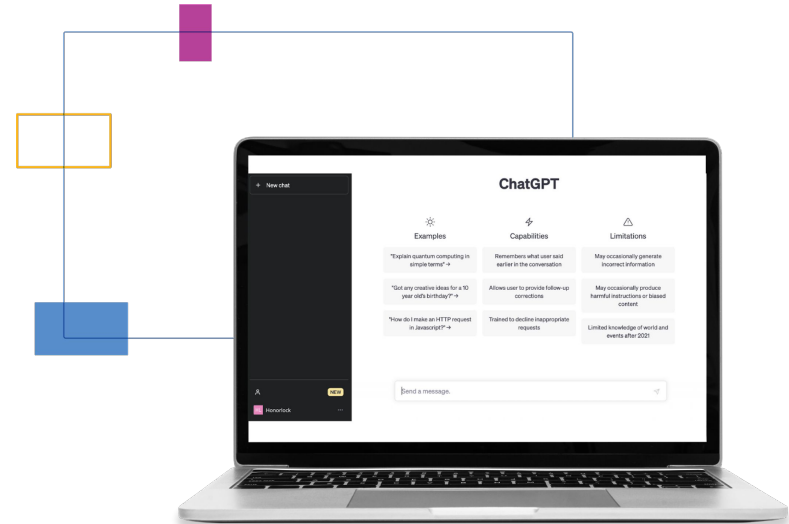 + New chat
ChatGPT
Examples
Capabilities
Limitations
"Explain quantum computing in
simple terms" →
Remembers what user said
earlier in the conversation
May occasionally generate
incorrect information
"Got any creative ideas for a 10
year old's birthday?" →
Allows user to provide follow-up
corrections
May occasionally produce
harmful instructions or biased
content
"How do I make an HTTP request
in Javascript?" →
Trained to decline inappropriate
requests
Limited knowledge of world and
events after 2021
NEW
Honorlock
...
Send a message.